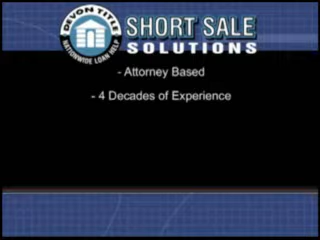 DEVON TITLE
NATIONWIDE LOAN HELP
SHORT SALE
SOLUTIONS
- Attorney Based
- 4 Decades of Experience